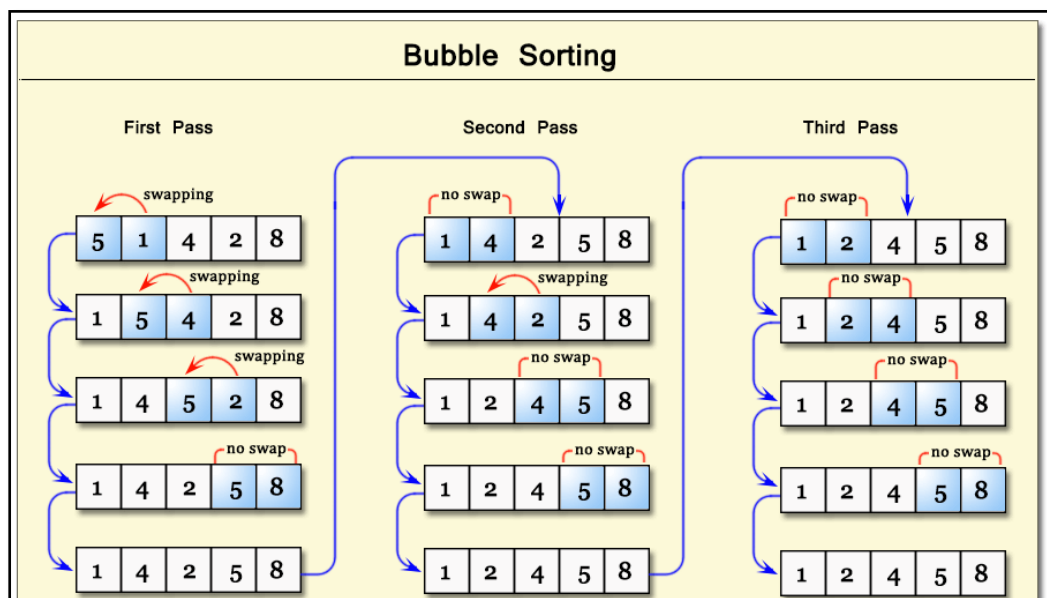 Bubble Sorting
First Pass
swapping
5 1 4 2 8
swapping
1 5 4 2 8
swapping
1 4 5 2 8
no swap
1 4 2 5 8
1 4 2 5 8
Second Pass
no swap
1 4 2 5 8
swapping
1 4 2 5 8
no swap
1 2 4 5 8
no swap
1 2 4 5 8
1 2 4 5 8
Third Pass
no swap
1 2 4 5 8
no swap
1 2 4 5 8
no swap
1 2 4 5 8
no swap
1 2 4 5 8
1 2 4 5 8